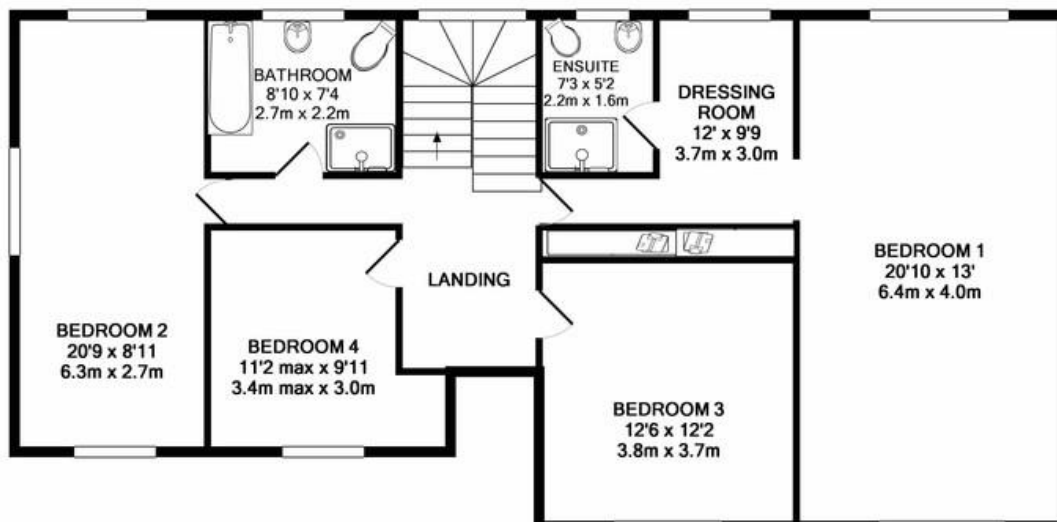 BATHROOM
8'10 x 7'4
2.7m x 2.2m
ENSUITE
7'3 x 5'2
2.2m x 1.6m
DRESSING
ROOM
12' x 9'9
3.7m x 3.0m
BEDROOM 1
20'10 x 13'
6.4m x 4.0m
LANDING
BEDROOM 2
20'9 x 8'11
6.3m x 2.7m
BEDROOM 4
11'2 max x 9'11
3.4m max x 3.0m
BEDROOM 3
12'6 x 12'2
3.8m x 3.7m